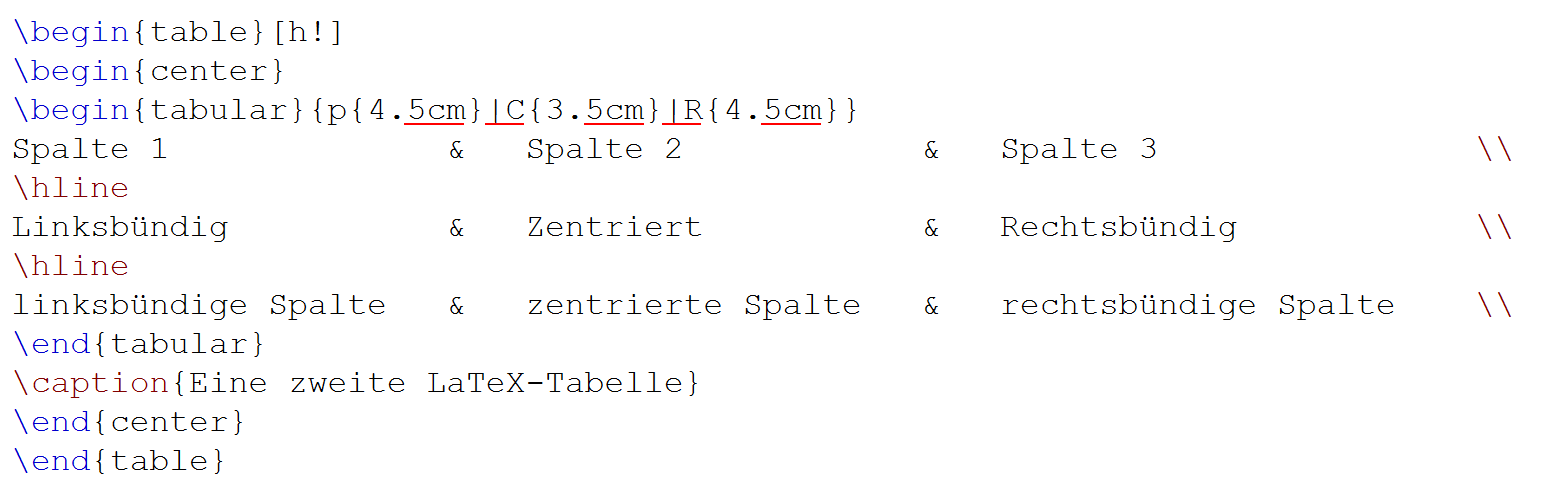 \begin{table}[h!]
\begin{center}
\begin{tabular}{p{4.5cm}|C{3.5cm}|R{4.5cm}}
Spalte 1 & Spalte 2 & Spalte 3 \\
\hline
Linksbündig & Zentriert & Rechtsbündig \\
\hline
linksbündige Spalte & zentrierte Spalte & rechtsbündige Spalte \\
\end{tabular}
\caption{Eine zweite LaTeX-Tabelle}
\end{center}
\end{table}